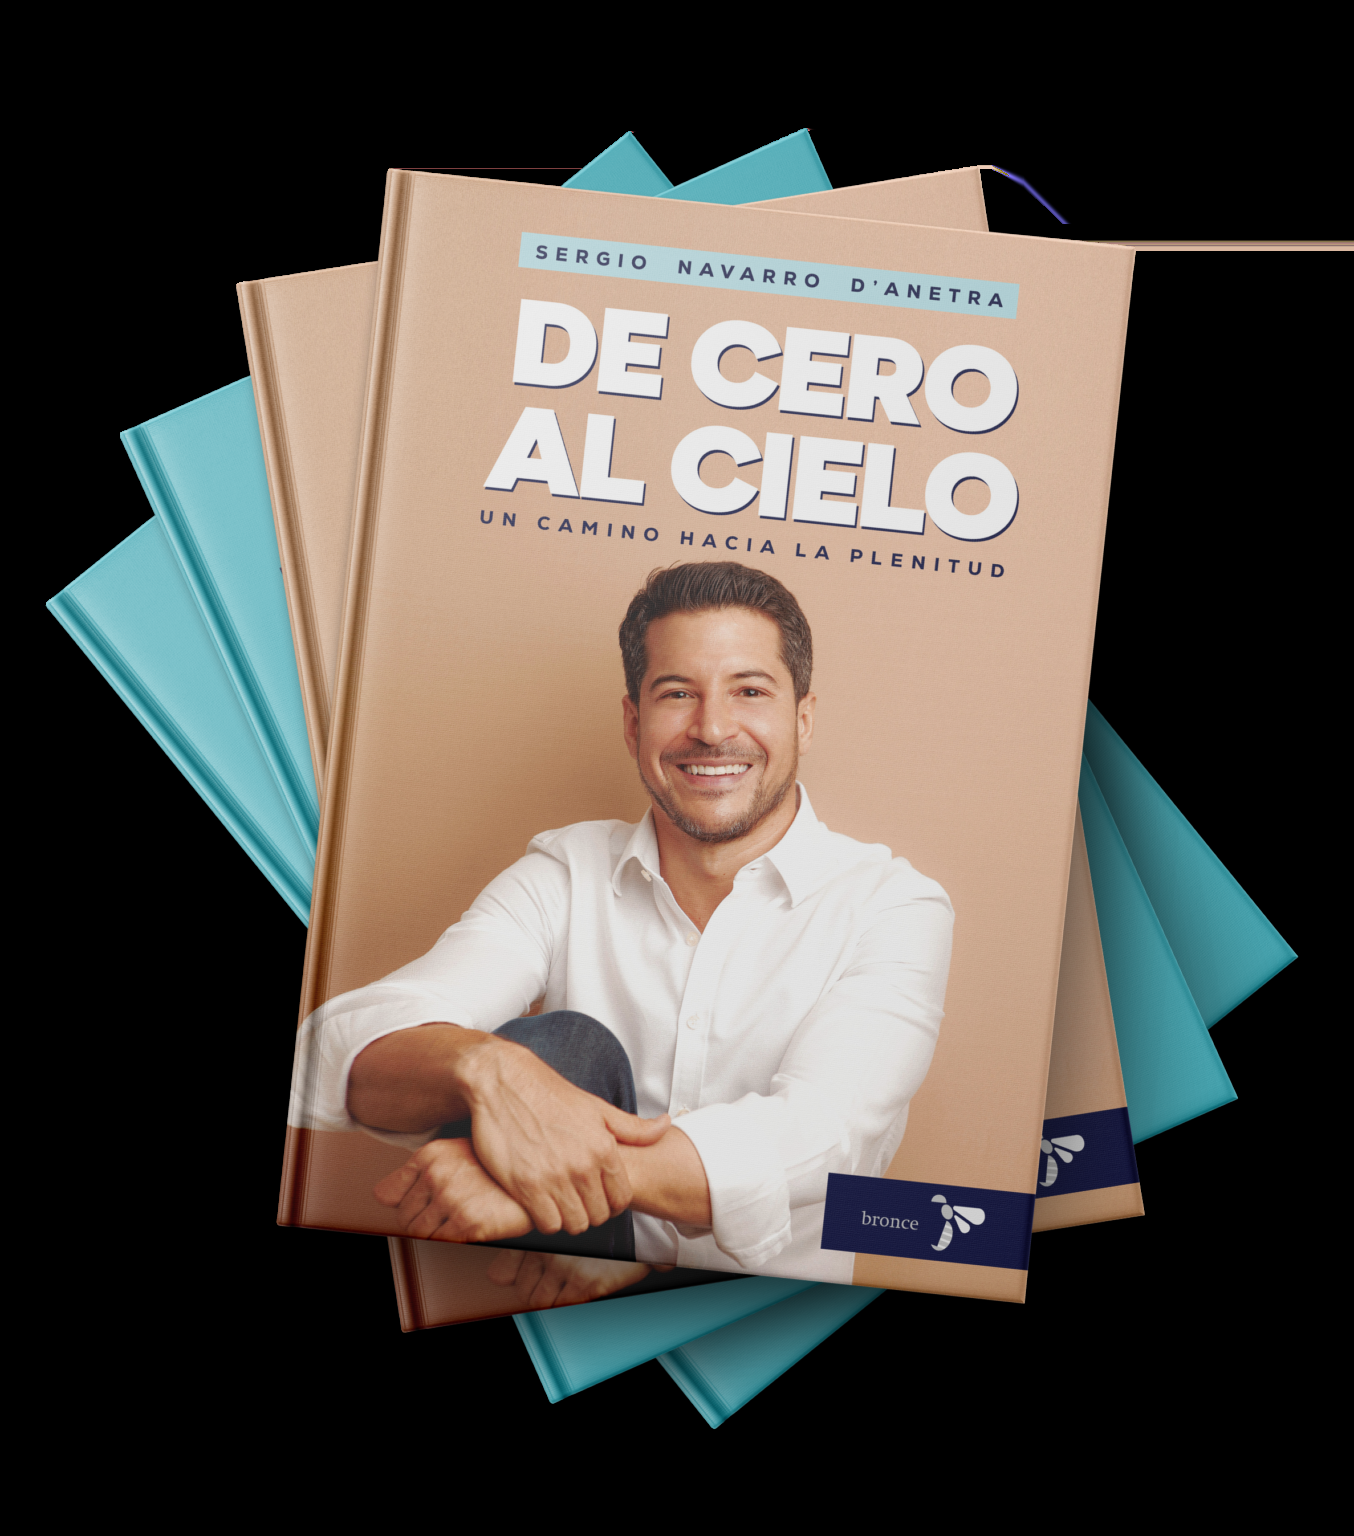 SERGIO NAVARRO D'ANETRA
DE CERO
AL CIELO
UN CAMINO HACIA LA PLENITUD
bronce